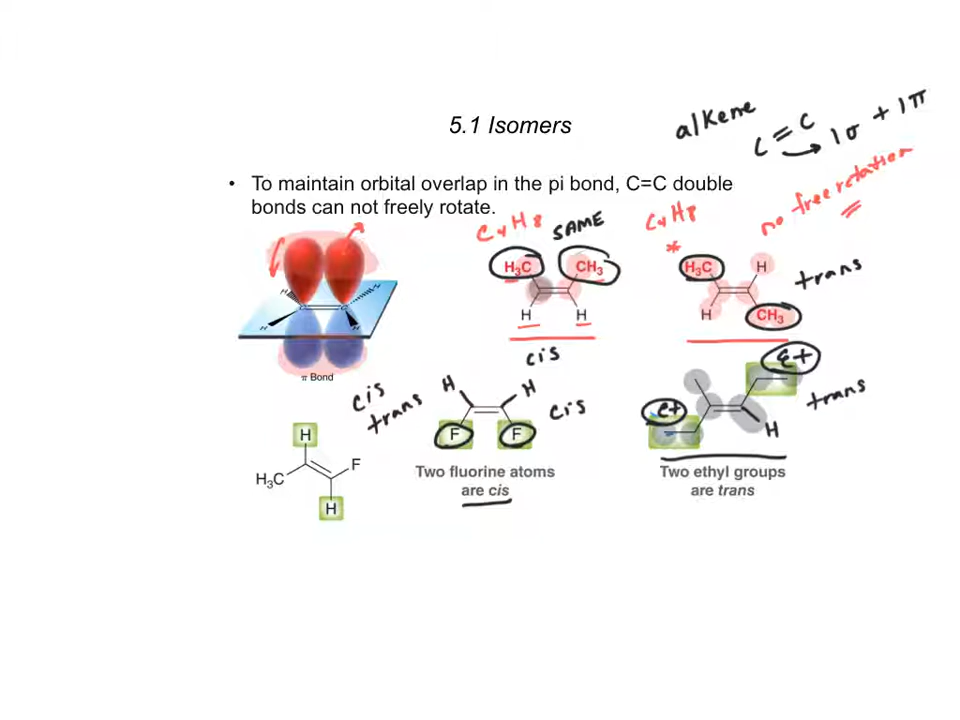 5.1 Isomers
alkene
C=C
1σ + 1π
• To maintain orbital overlap in the pi bond, C=C double
bonds can not freely rotate.
no free rotation
C4H8
SAME
C4H8
*
H3C
CH3
H
H
cis
H3C
H
H
CH3
trans
H
H
H
C
C
H
π Bond
cis
trans
H
H
F
F
cis
Et
Et
H
trans
H
H3C
F
H
Two fluorine atoms
are cis
Two ethyl groups
are trans